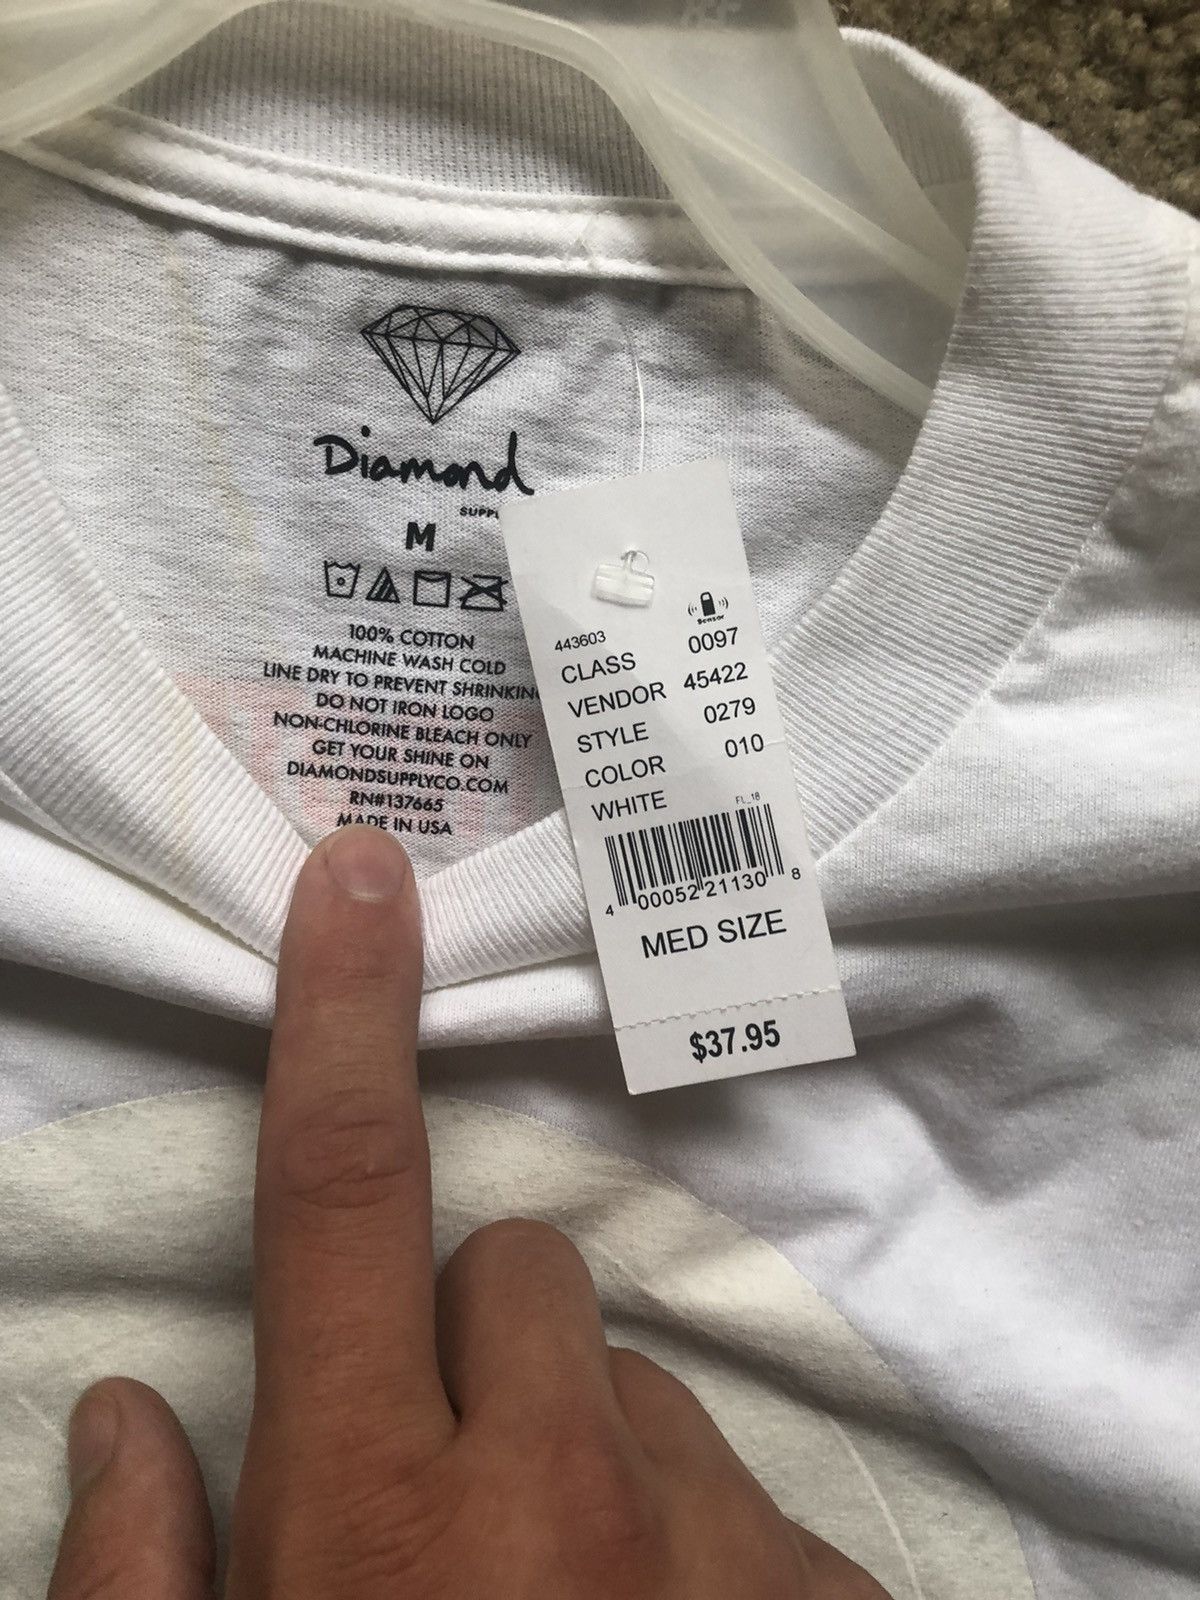 Diamond
M
100% COTTON
MACHINE WASH COLD
LINE DRY TO PREVENT
DO NOT IRON LOGO
NON-CHLORINE BLEACH ONLY
GET YOUR SHINE ON
DIAMONDSUPPLYCO.COM
RN#137665
MADE IN USA
Sensor
443603
CLASS 0097
VENDOR 45422
STYLE 0279
COLOR 010
WHITE
FL_18
4 00052 21130 8
MED SIZE
$37.95